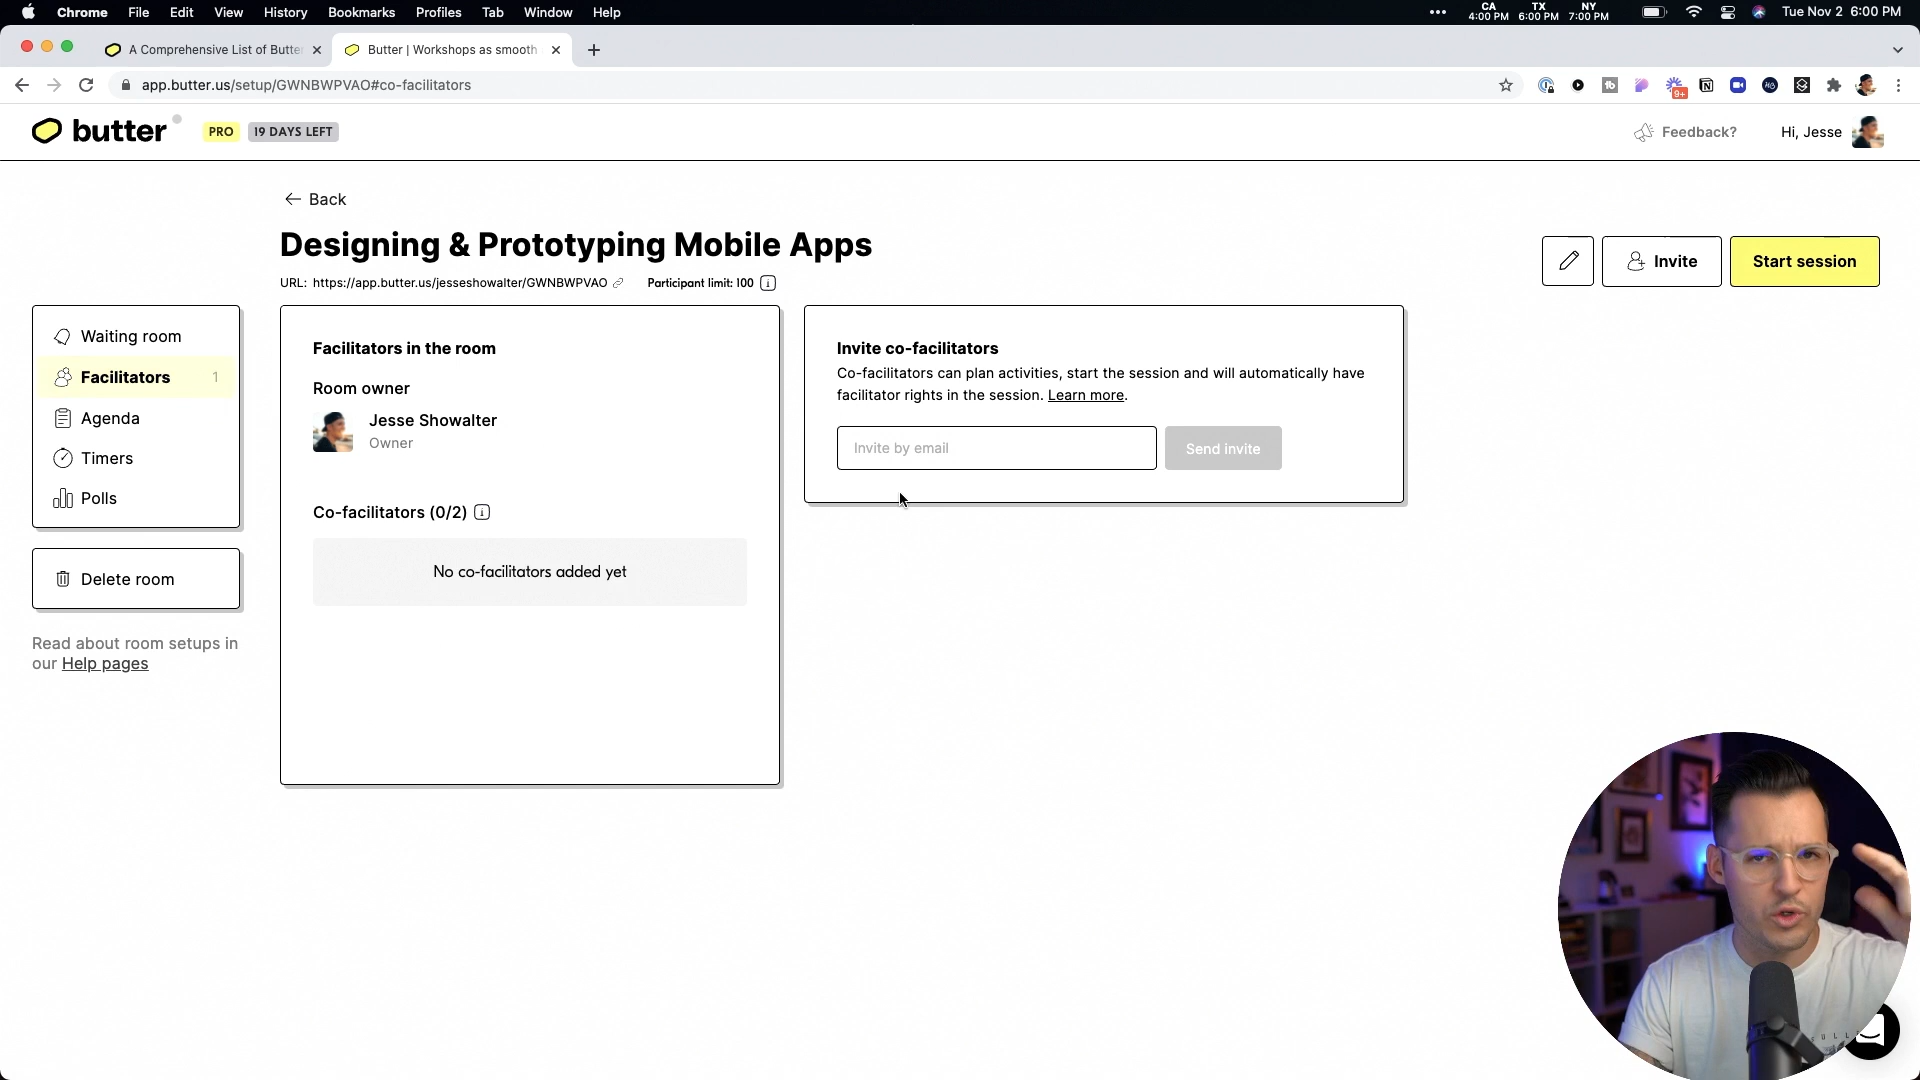 Chrome File Edit View History Bookmarks Profiles Tab Window Help
CA 4:00 PM TX 6:00 PM NY 7:00 PM
Tue Nov 2 6:00 PM
A Comprehensive List of Butter
Butter | Workshops as smooth
app.butter.us/setup/GWNBWPVAO#co-facilitators
9+
butter PRO 19 DAYS LEFT
Feedback? Hi, Jesse
Back
Designing & Prototyping Mobile Apps
URL: https://app.butter.us/jesseshowalter/GWNBWPVAO Participant limit: 100
Invite
Start session
Waiting room
Facilitators 1
Agenda
Timers
Polls
Delete room
Read about room setups in
our Help pages
Facilitators in the room
Room owner
Jesse Showalter
Owner
Co-facilitators (0/2)
No co-facilitators added yet
Invite co-facilitators
Co-facilitators can plan activities, start the session and will automatically have
facilitator rights in the session. Learn more.
Invite by email
Send invite